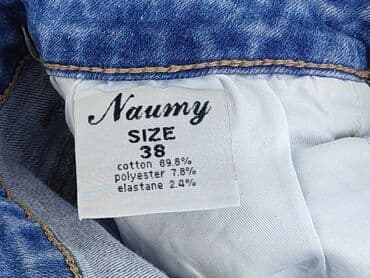 Naumy
SIZE
38
cotton 89.8%
polyester 7.8%
elastane 2.4%